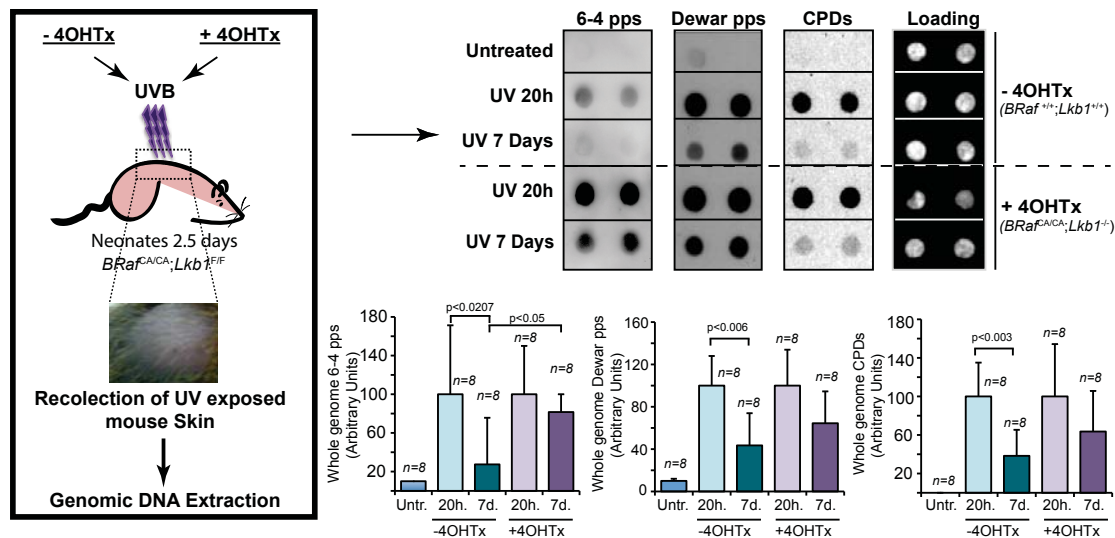 - 4OHTx + 4OHTx
UVB
Neonates 2.5 days
BRaf^CA/CA;Lkb1^F/F
Recolection of UV exposed
mouse Skin
Genomic DNA Extraction
6-4 pps Dewar pps CPDs Loading
Untreated
UV 20h
UV 7 Days
- 4OHTx
(BRaf +/+;Lkb1+/+)
UV 20h
UV 7 Days
+ 4OHTx
(BRafCA/CA;Lkb1-/-)
Whole genome 6-4 pps
(Arbitrary Units)
180
140
100
60
20
p<0.0207
p<0.05
n=8
n=8
n=8
n=8
n=8
Untr. 20h. 7d. 20h. 7d.
-4OHTx +4OHTx
Whole genome Dewar pps
(Arbitrary Units)
160
120
80
40
0
p<0.006
n=8
n=8
n=8
n=8
n=8
Untr. 20h. 7d. 20h. 7d.
-4OHTx +4OHTx
Whole genome CPDs
(Arbitrary Units)
180
140
100
60
20
0
p<0.003
n=8
n=8
n=8
n=8
n=8
Untr. 20h. 7d. 20h. 7d.
-4OHTx +4OHTx